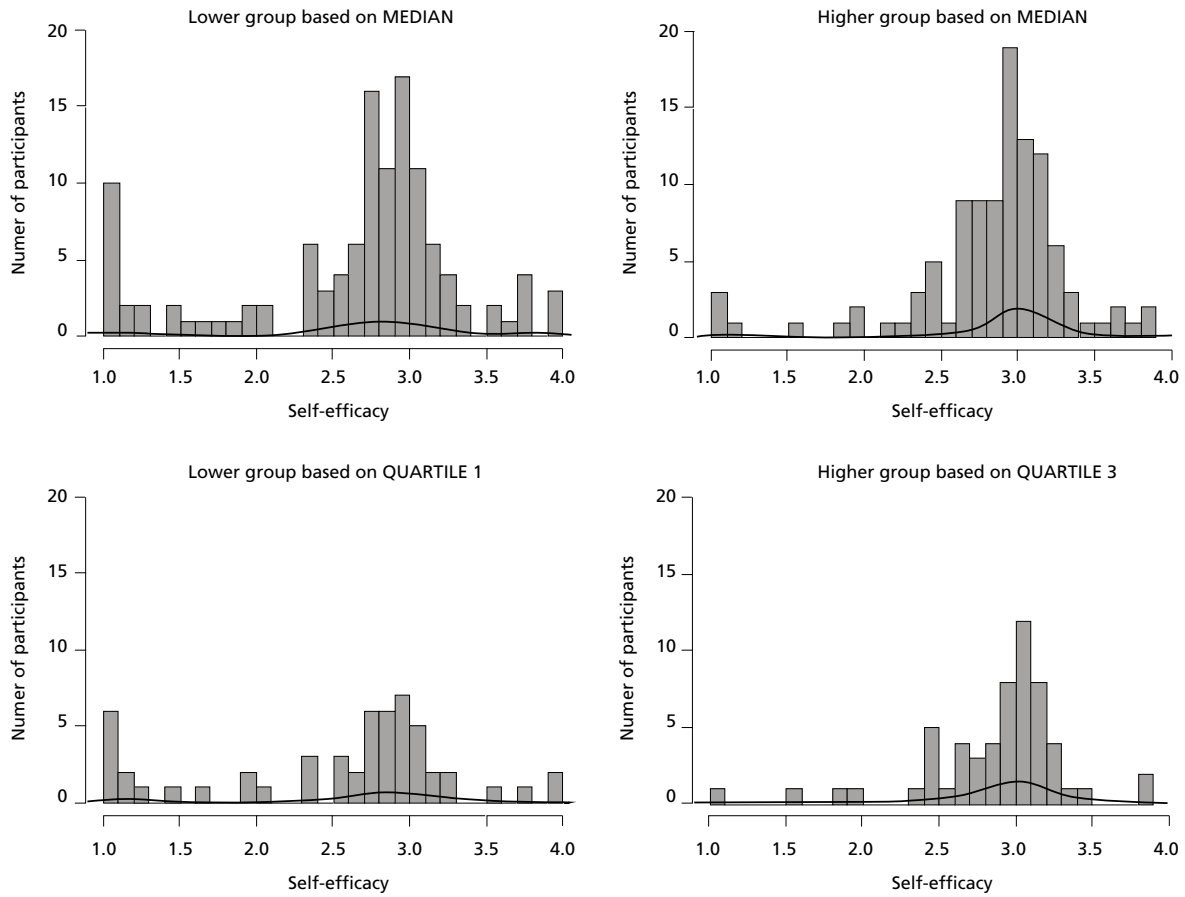 Lower group based on MEDIAN
20
15
10
5
0
Numer of participants
1.0 1.5 2.0 2.5 3.0 3.5 4.0
Self-efficacy
Higher group based on MEDIAN
20
15
10
5
0
Numer of participants
1.0 1.5 2.0 2.5 3.0 3.5 4.0
Self-efficacy
Lower group based on QUARTILE 1
20
15
10
5
0
Numer of participants
1.0 1.5 2.0 2.5 3.0 3.5 4.0
Self-efficacy
Higher group based on QUARTILE 3
20
15
10
5
0
Numer of participants
1.0 1.5 2.0 2.5 3.0 3.5 4.0
Self-efficacy